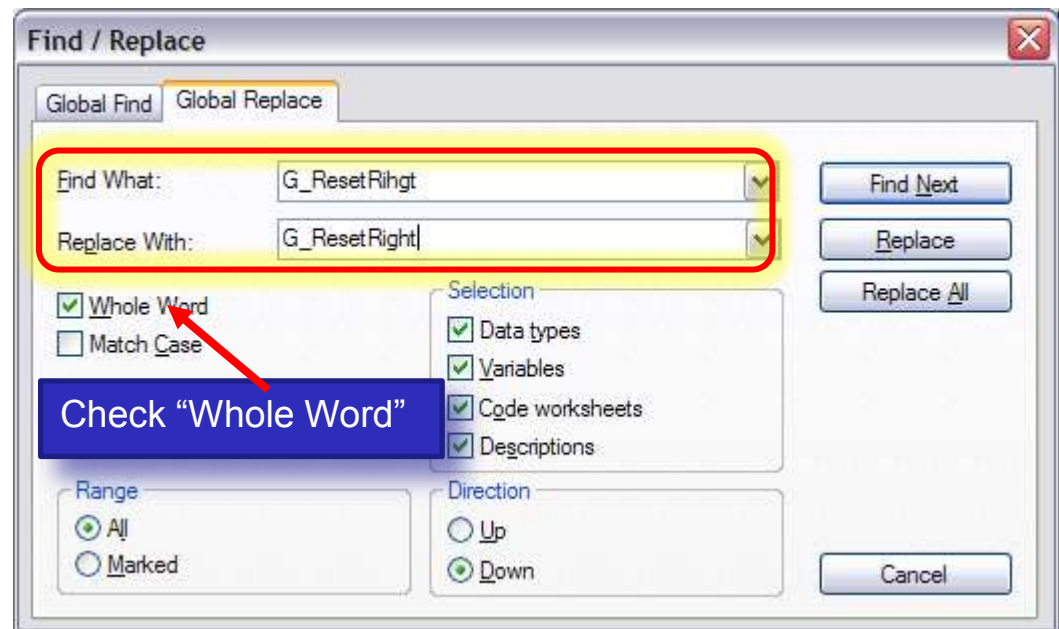 Find / Replace
Global Find Global Replace
Find What: G_ResetRihgt Find Next
Replace With: G_ResetRight Replace
Whole Word Selection Replace All
Match Case Data types
Variables
Check “Whole Word” Code worksheets
Descriptions
Range Direction
All Up
Marked Down Cancel